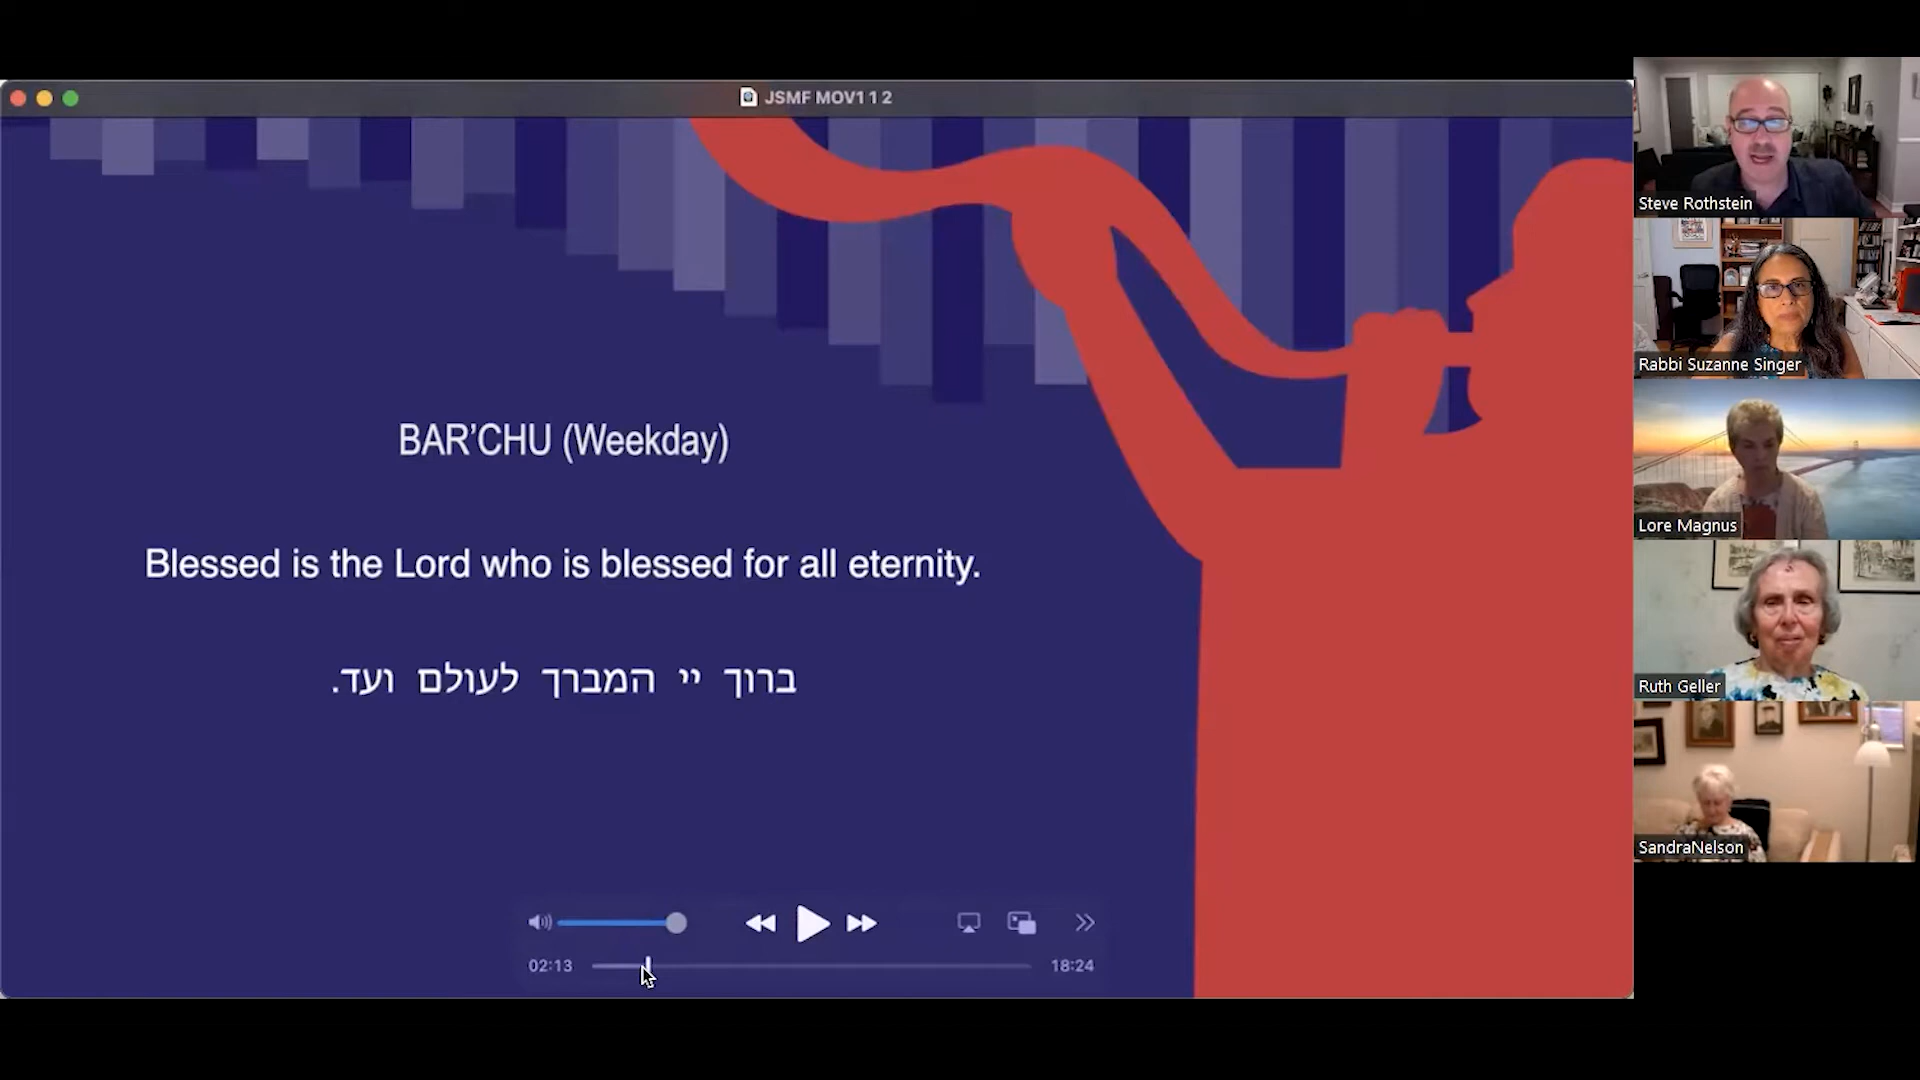 JSMF MOV1 1 2
BAR’CHU (Weekday)
Blessed is the Lord who is blessed for all eternity.
ברוך יי המברך לעולם ועד.
02:13
18:24
Steve Rothstein
Rabbi Suzanne Singer
Lore Magnus
Ruth Geller
SandraNelson